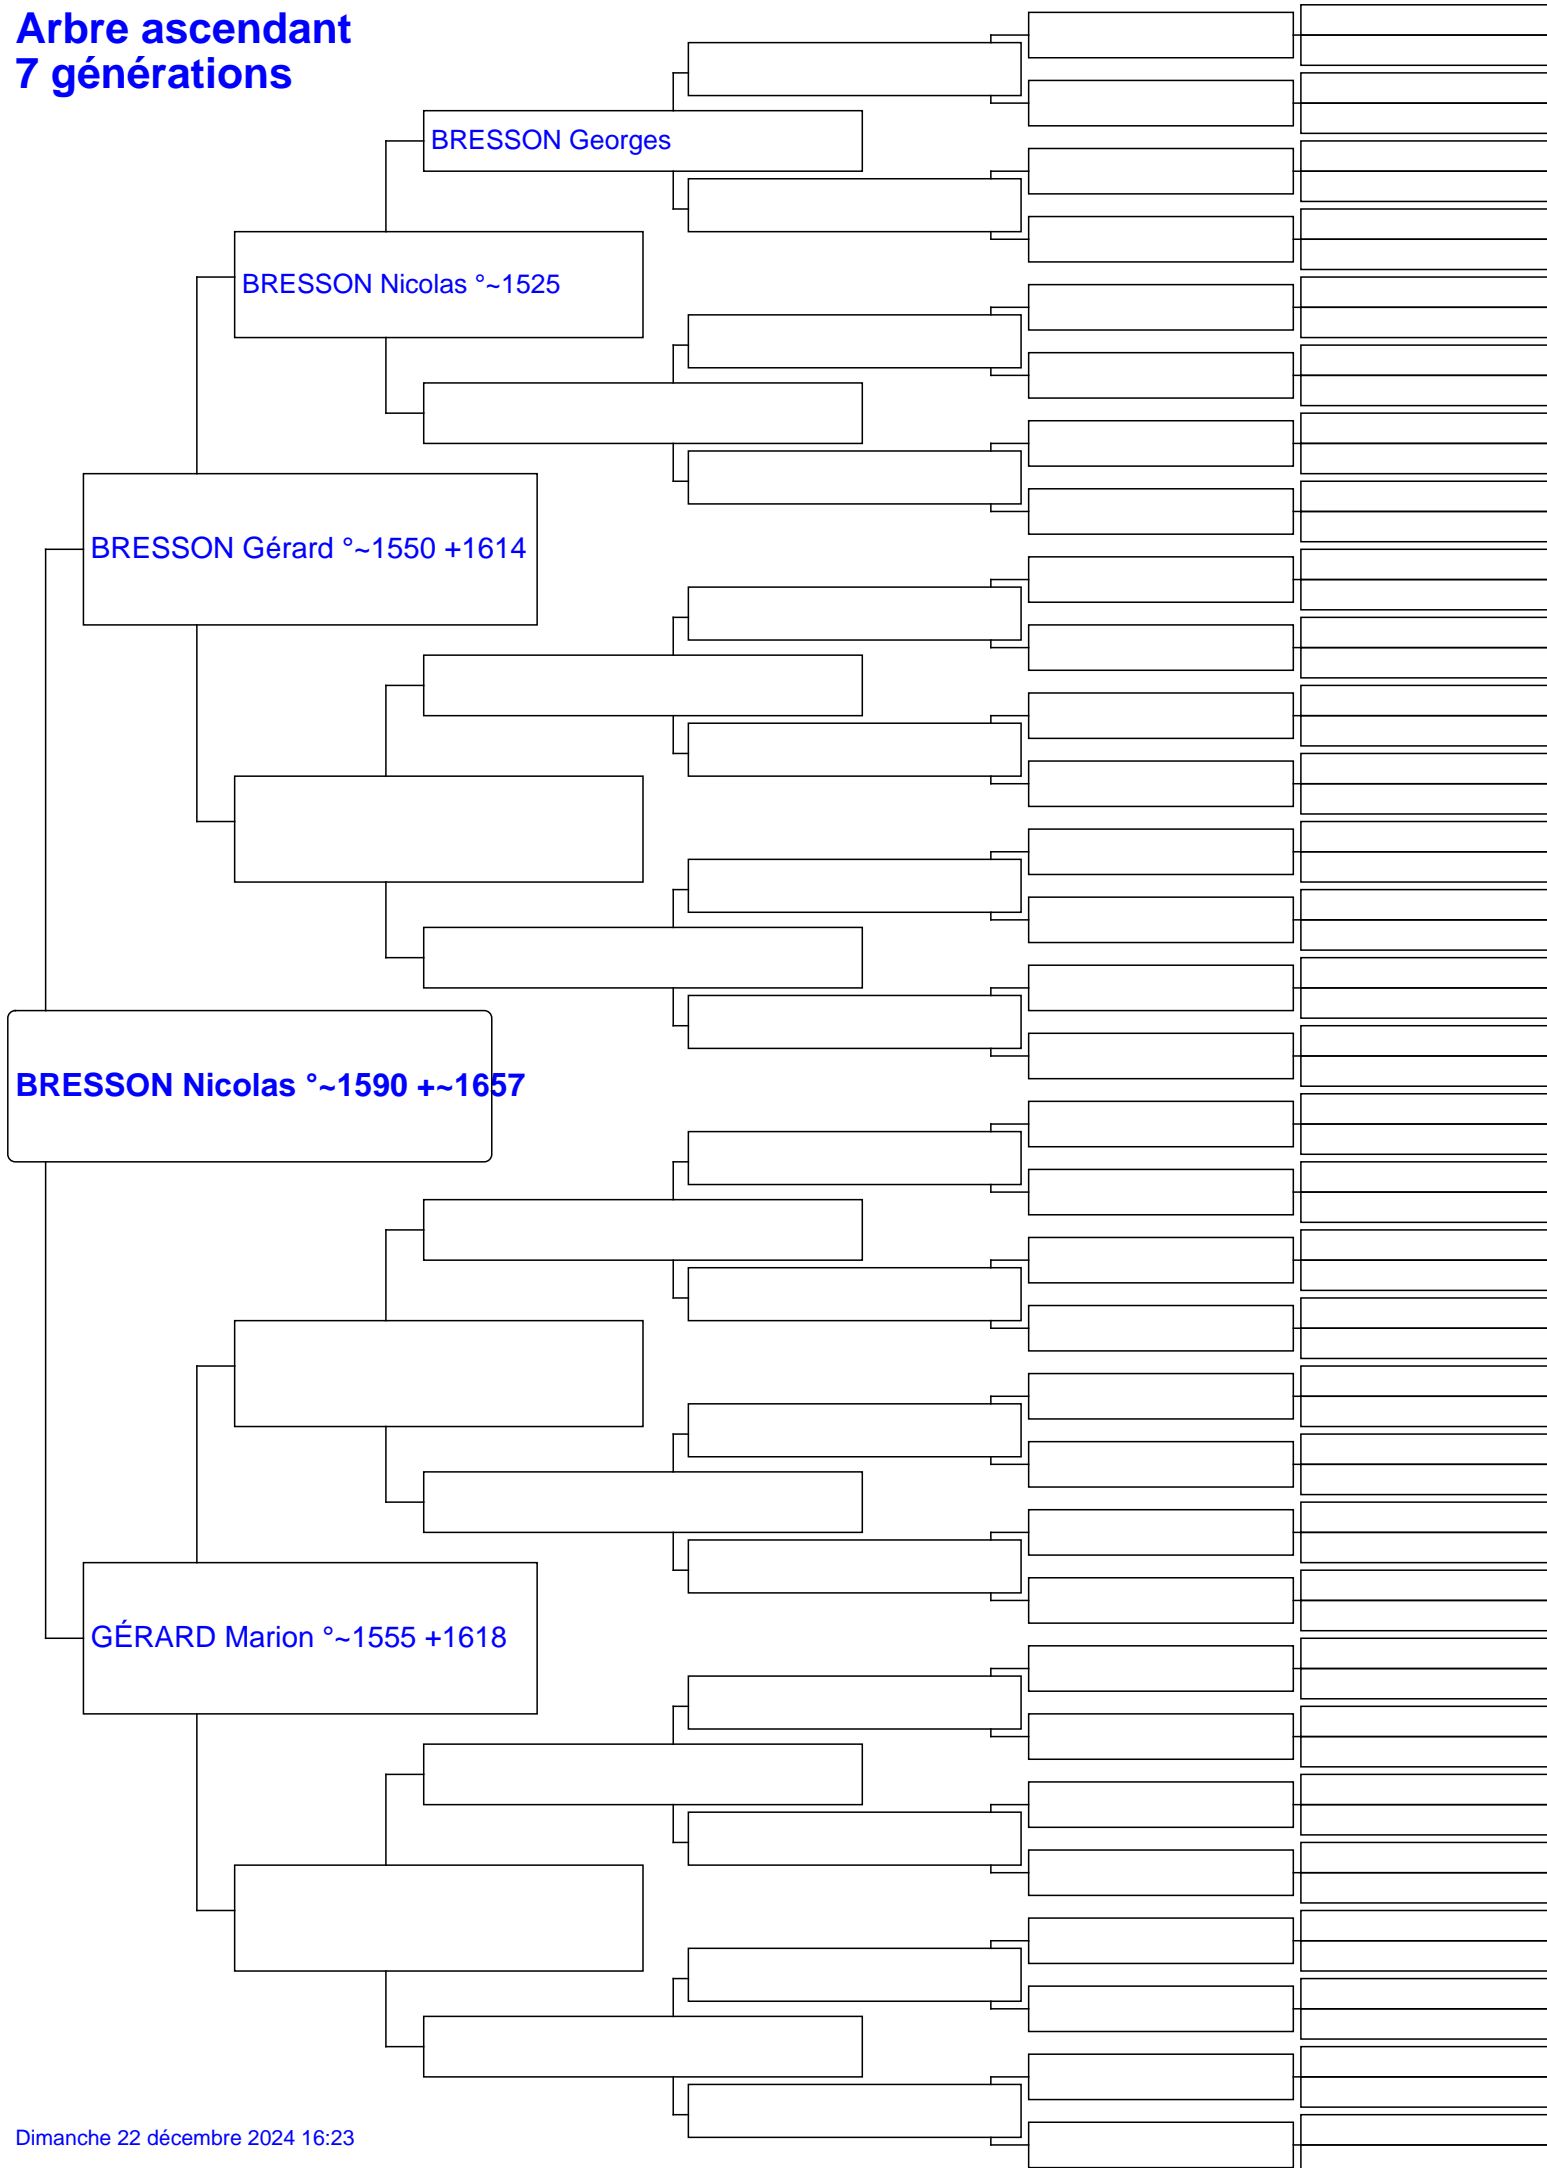 Arbre ascendant
7 générations
BRESSON Georges
BRESSON Nicolas °~1525
BRESSON Gérard °~1550 +1614
BRESSON Nicolas °~1590 +~1657
GÉRARD Marion °~1555 +1618
Dimanche 22 décembre 2024 16:23